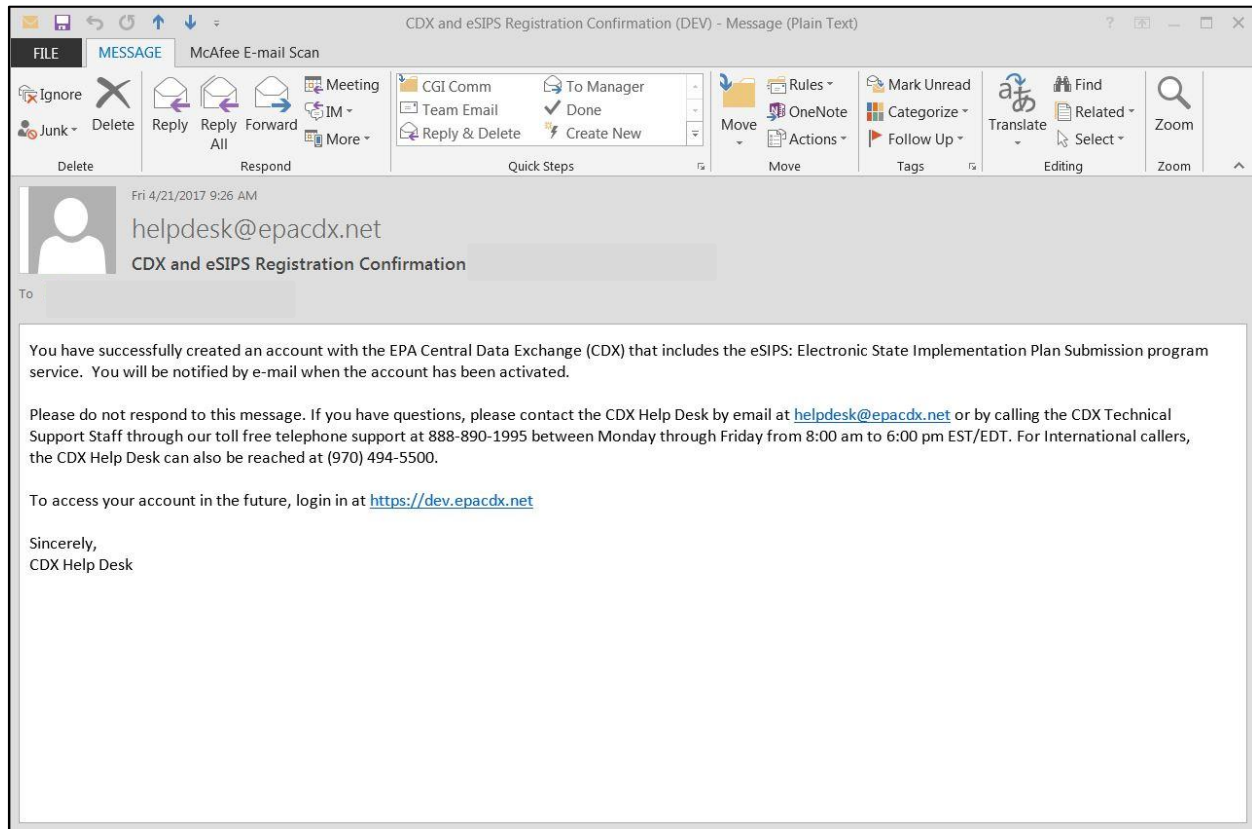 CDX and eSIPS Registration Confirmation (DEV) - Message (Plain Text)
FILE MESSAGE McAfee E-mail Scan
Ignore
Junk
Delete
Reply
Reply All
Forward
Meeting
IM
More
CGI Comm
Team Email
Reply & Delete
To Manager
Done
Create New
Move
Rules
OneNote
Actions
Mark Unread
Categorize
Follow Up
Translate
Find
Related
Select
Zoom
Delete Respond Quick Steps Move Tags Editing Zoom
Fri 4/21/2017 9:26 AM
helpdesk@epacdx.net
CDX and eSIPS Registration Confirmation
To
You have successfully created an account with the EPA Central Data Exchange (CDX) that includes the eSIPS: Electronic State Implementation Plan Submission program
service. You will be notified by e-mail when the account has been activated.
Please do not respond to this message. If you have questions, please contact the CDX Help Desk by email at helpdesk@epacdx.net or by calling the CDX Technical
Support Staff through our toll free telephone support at 888-890-1995 between Monday through Friday from 8:00 am to 6:00 pm EST/EDT. For International callers,
the CDX Help Desk can also be reached at (970) 494-5500.
To access your account in the future, login in at https://dev.epacdx.net
Sincerely,
CDX Help Desk